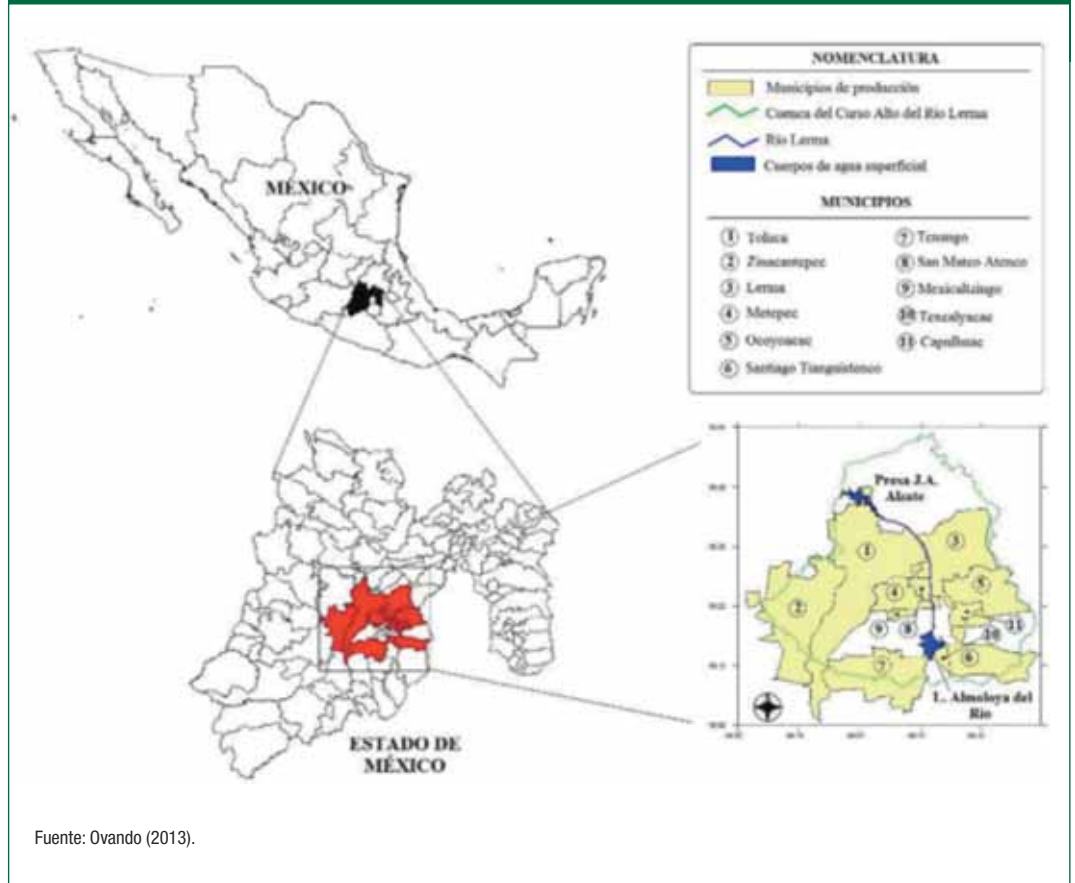 MÉXICO
NOMENCLATURA
Municipios de producción
Cuenca del Curso Alto del Río Lerma
Río Lerma
Cuerpos de agua superficial
MUNICIPIOS
1 Toluca
2 Zinacantepec
3 Lerma
4 Metepec
5 Ocoyoacac
6 Santiago Tianguistenco
7 Tenango
8 San Mateo Atenco
9 Mexicaltzingo
10 Texcalyacac
11 Capulhuac
Presa J.A.
Alzate
1
3
4
5
2
9
8
11
10
7
6
L. Almoloya del
Río
ESTADO DE
MÉXICO
Fuente: Ovando (2013).